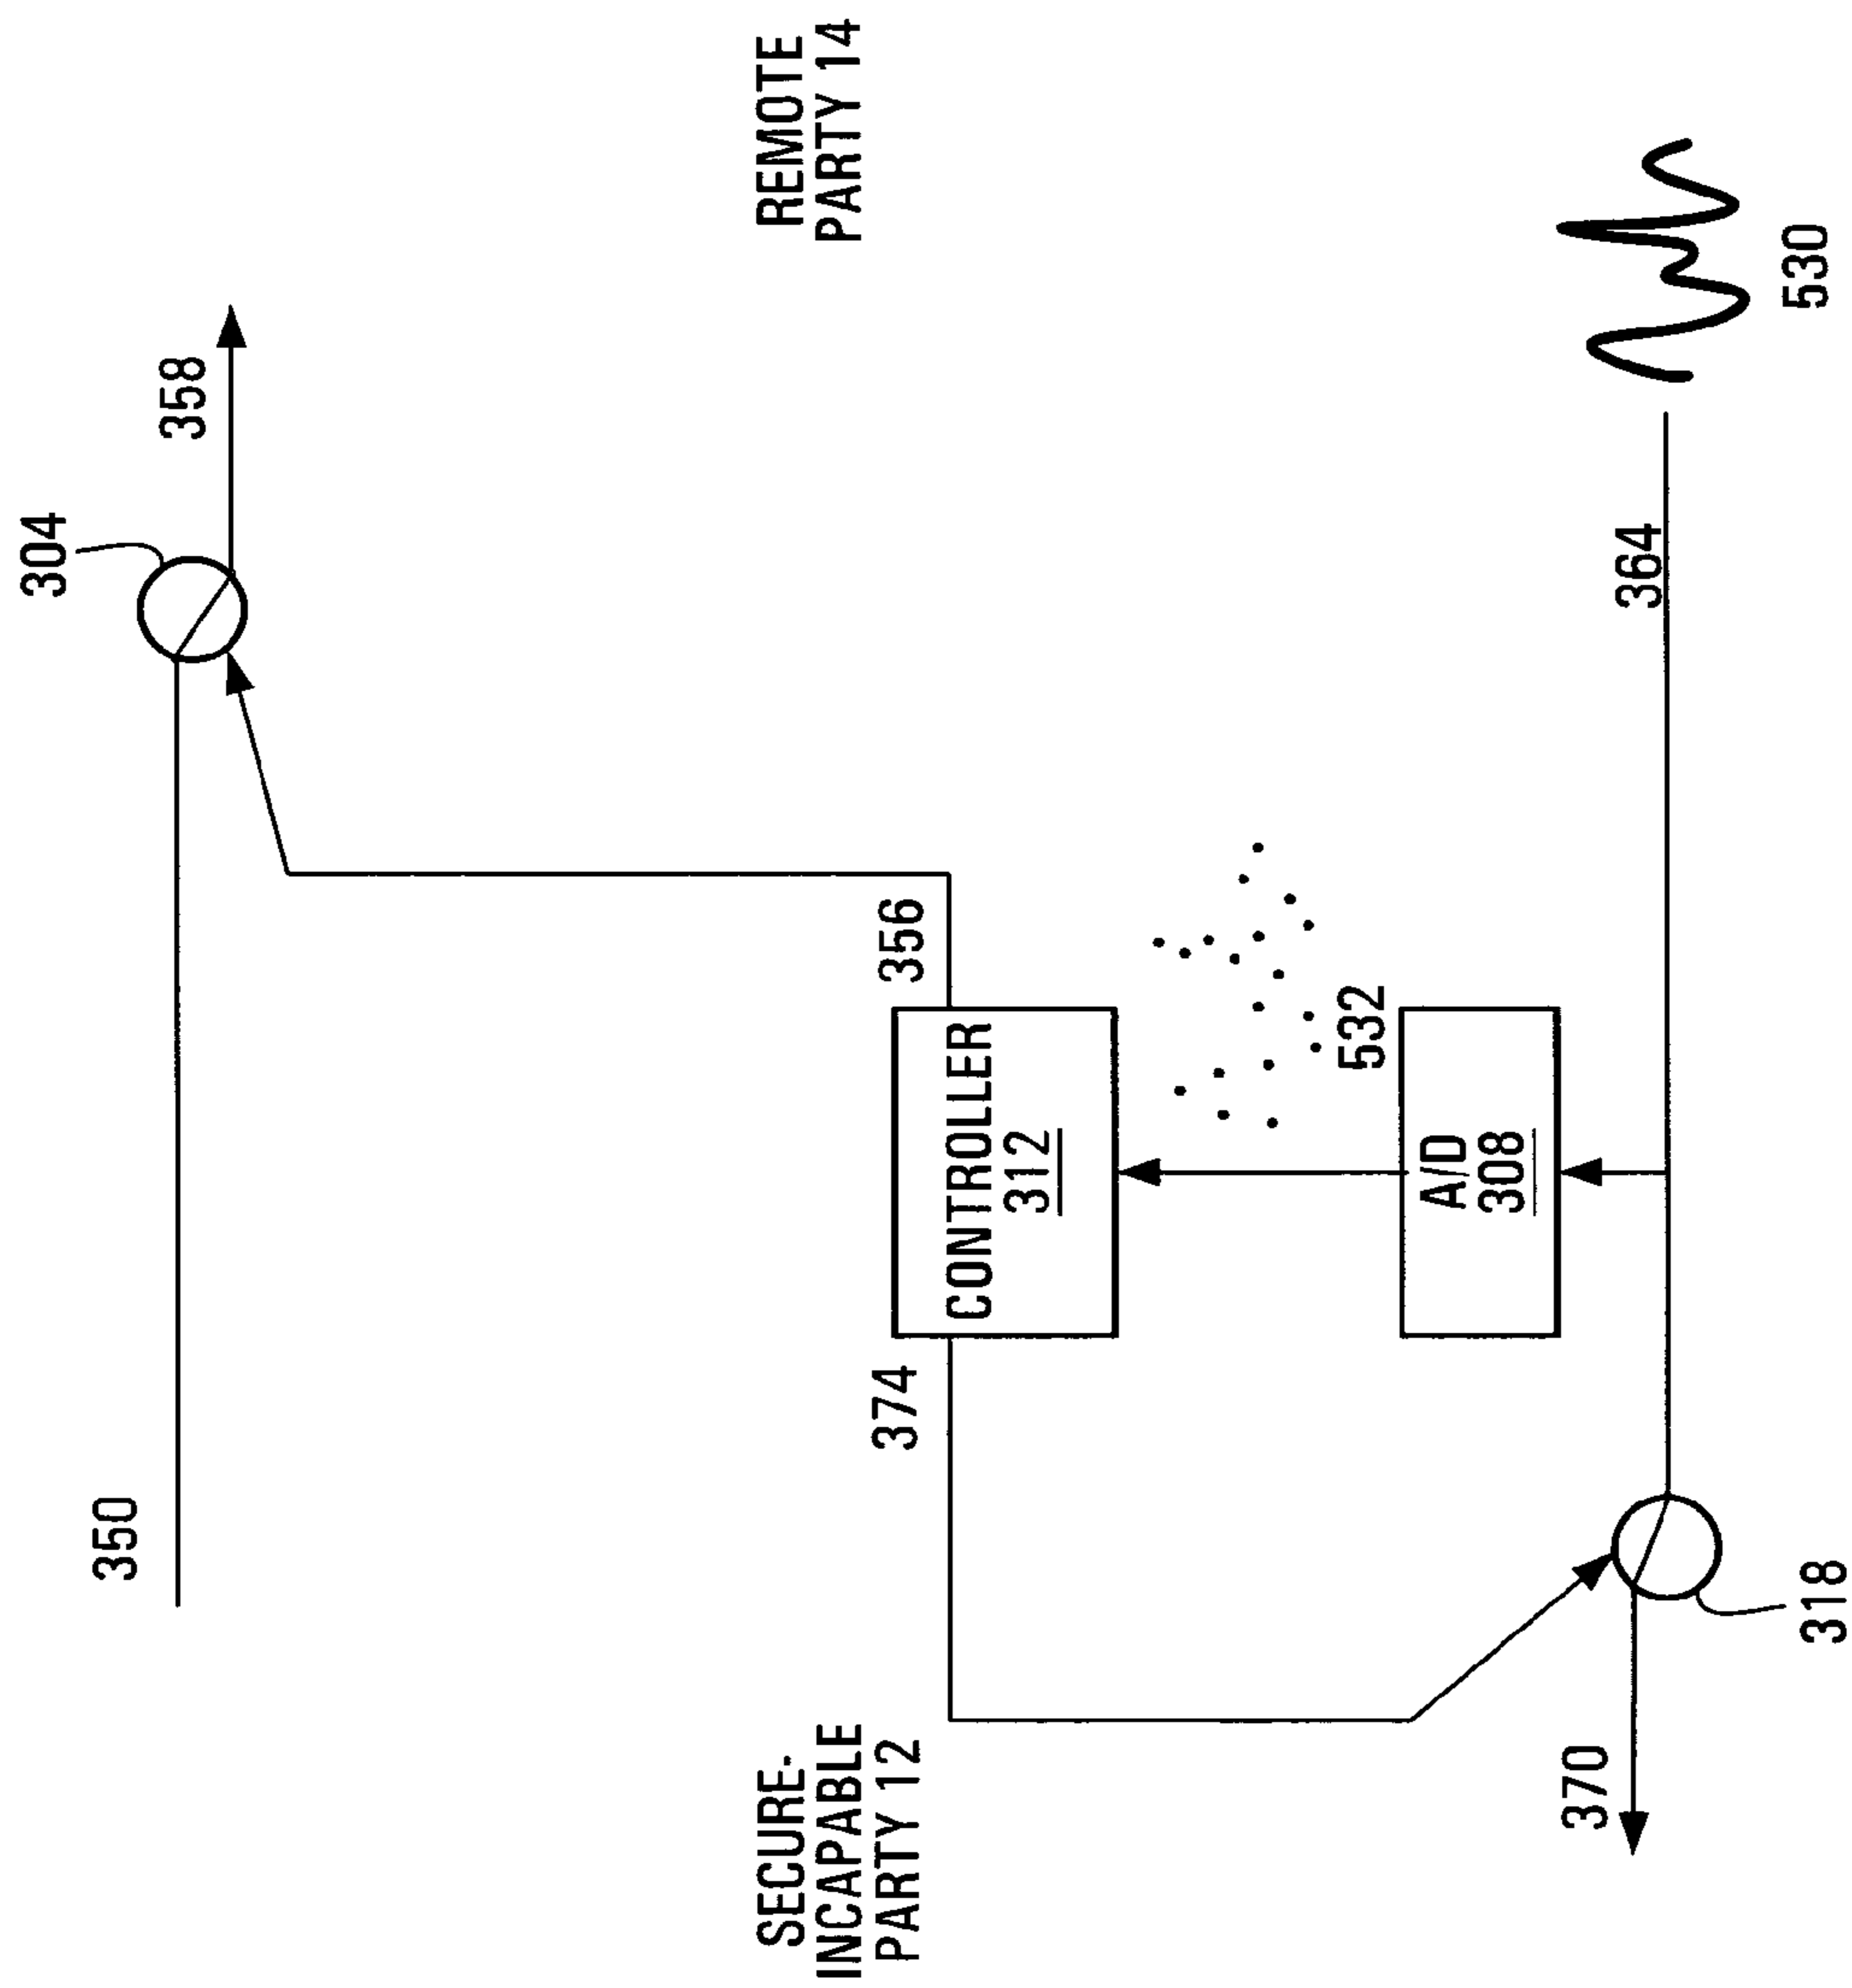 304
358
350
REMOTE
PARTY 14
356
CONTROLLER
312
374
SECURE-
INCAPABLE
PARTY 12
532
A/D
308
364
530
370
318